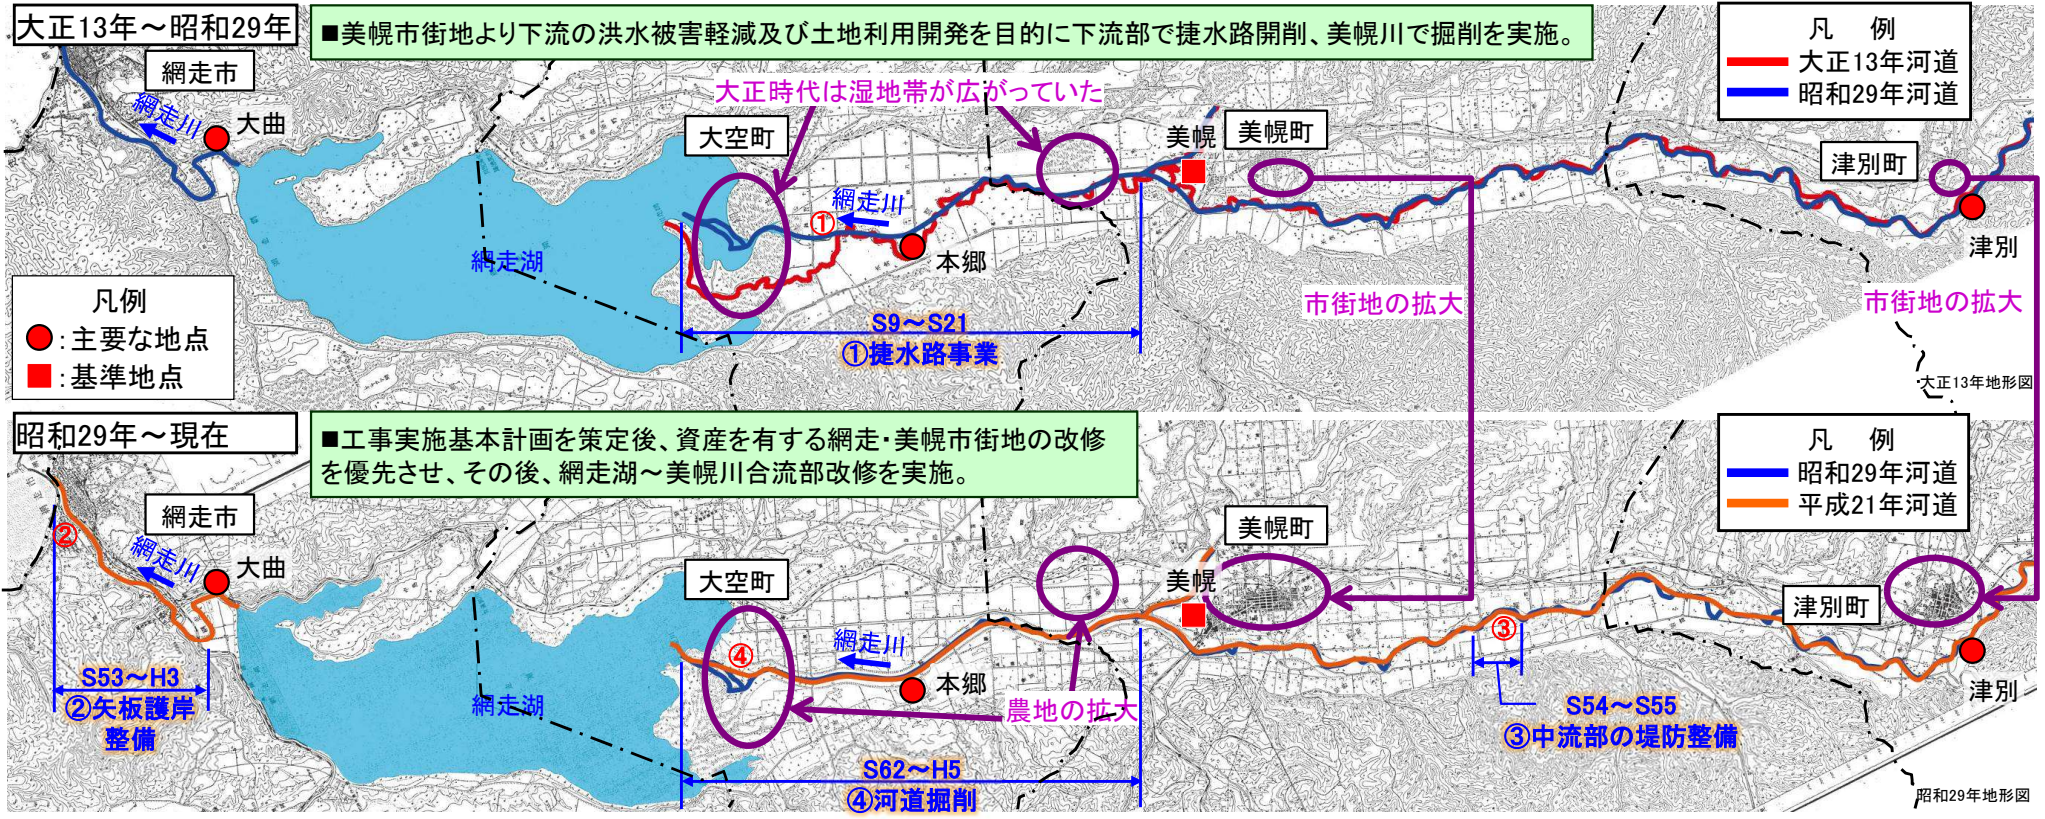 大正13年～昭和29年
■美幌市街地より下流の洪水被害軽減及び土地利用開発を目的に下流部で捷水路開削、美幌川で掘削を実施。
凡 例
大正13年河道
昭和29年河道
網走市
網走川
大曲
大正時代は湿地帯が広がっていた
大空町
美幌
美幌町
津別町
網走川
①
本郷
網走湖
津別
市街地の拡大
市街地の拡大
凡例
：主要な地点
：基準地点
S9～S21
①捷水路事業
大正13年地形図
昭和29年～現在
■工事実施基本計画を策定後、資産を有する網走・美幌市街地の改修
を優先させ、その後、網走湖～美幌川合流部改修を実施。
凡 例
昭和29年河道
平成21年河道
網走市
②
網走川
大曲
大空町
美幌
美幌町
津別町
③
④
網走川
本郷
網走湖
農地の拡大
津別
S53～H3
②矢板護岸
整備
S54～S55
③中流部の堤防整備
S62～H5
④河道掘削
昭和29年地形図